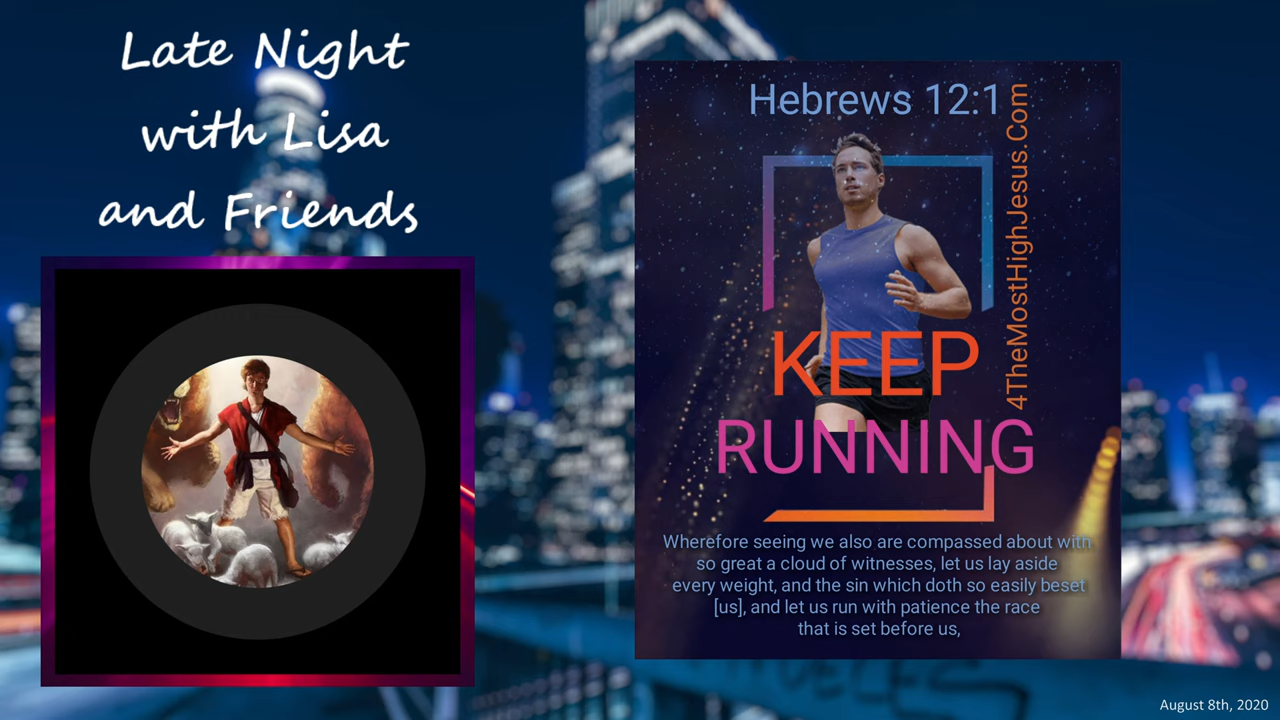 Late Night
with Lisa
and Friends
Hebrews 12:1
4TheMostHighJesus.Com
KEEP
RUNNING
Wherefore seeing we also are compassed about with
so great a cloud of witnesses, let us lay aside
every weight, and the sin which doth so easily beset
[us], and let us run with patience the race
that is set before us,
August 8th, 2020